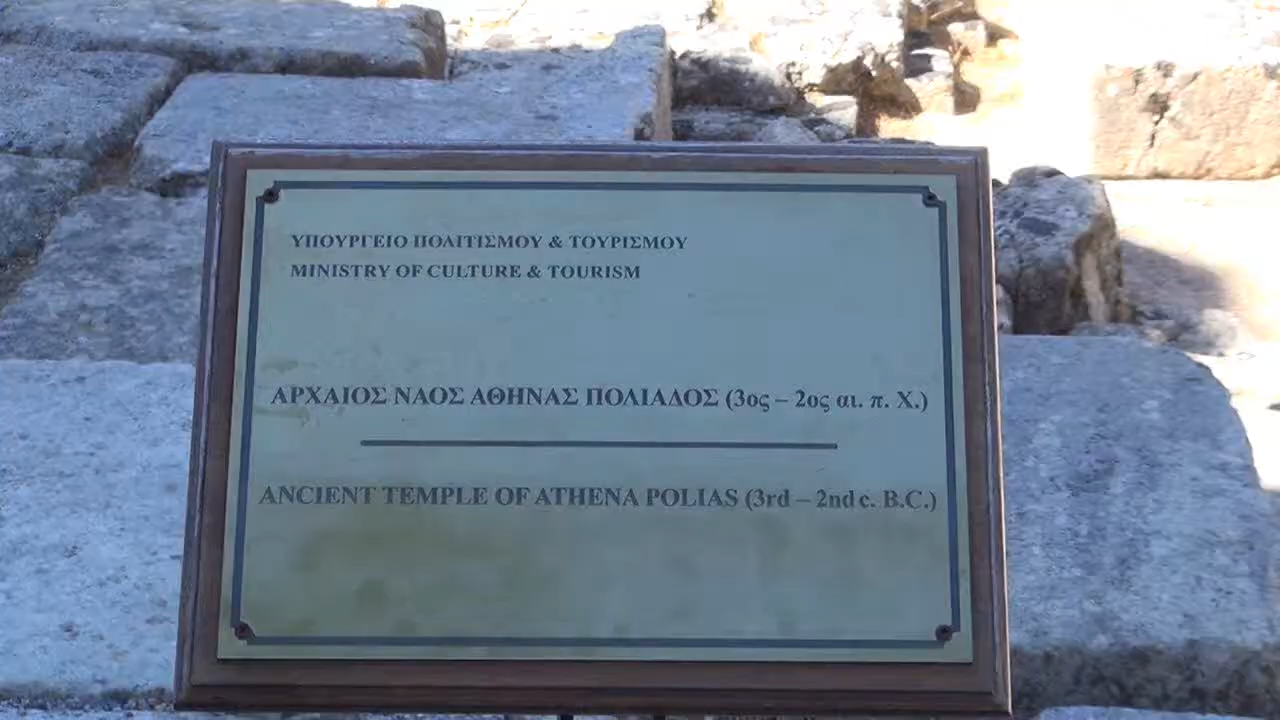 ΥΠΟΥΡΓΕΙΟ ΠΟΛΙΤΙΣΜΟΥ & ΤΟΥΡΙΣΜΟΥ
MINISTRY OF CULTURE & TOURISM
ΑΡΧΑΙΟΣ ΝΑΟΣ ΑΘΗΝΑΣ ΠΟΛΙΑΔΟΣ (3ος – 2ος αι. π. Χ.)
ANCIENT TEMPLE OF ATHENA POLIAS (3rd – 2nd c. B.C.)